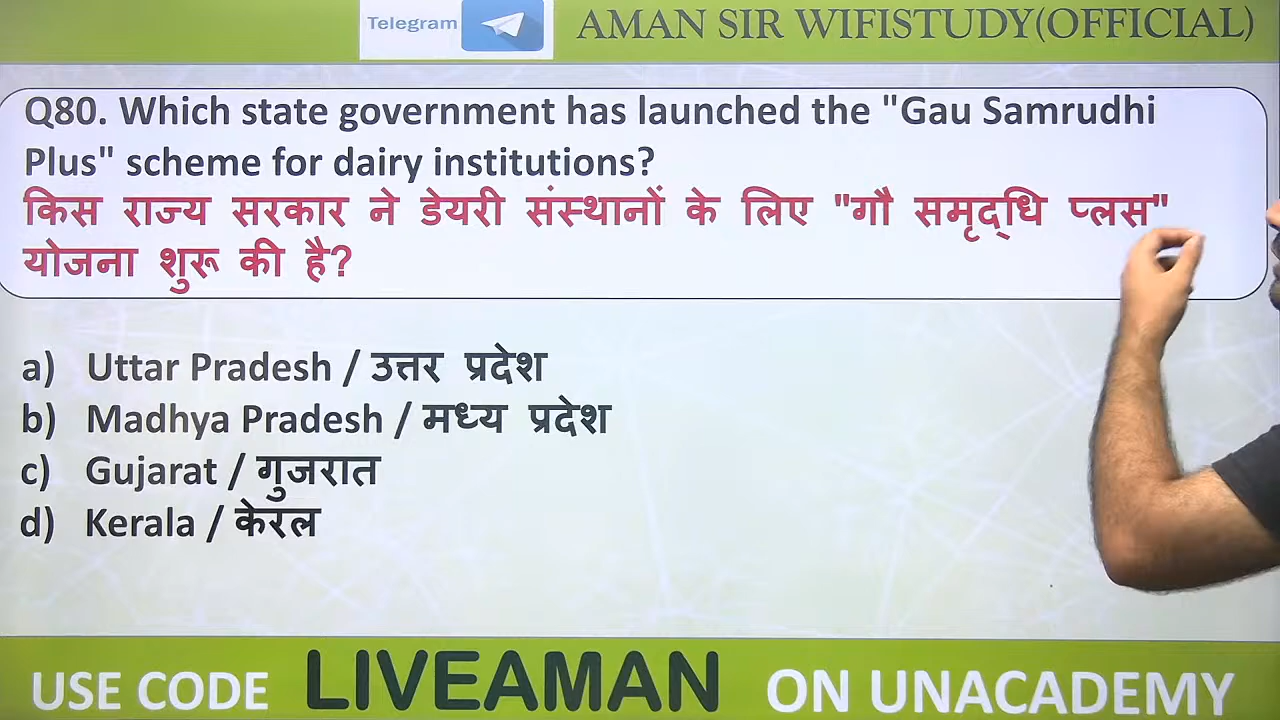 Telegram
AMAN SIR WIFISTUDY(OFFICIAL)
Q80. Which state government has launched the "Gau Samrudhi
Plus" scheme for dairy institutions?
किस राज्य सरकार ने डेयरी संस्थानों के लिए "गौ समृद्धि प्लस"
योजना शुरू की है?
a) Uttar Pradesh / उत्तर प्रदेश
b) Madhya Pradesh / मध्य प्रदेश
c) Gujarat / गुजरात
d) Kerala / केरल
USE CODE LIVEAMAN ON UNACADEMY